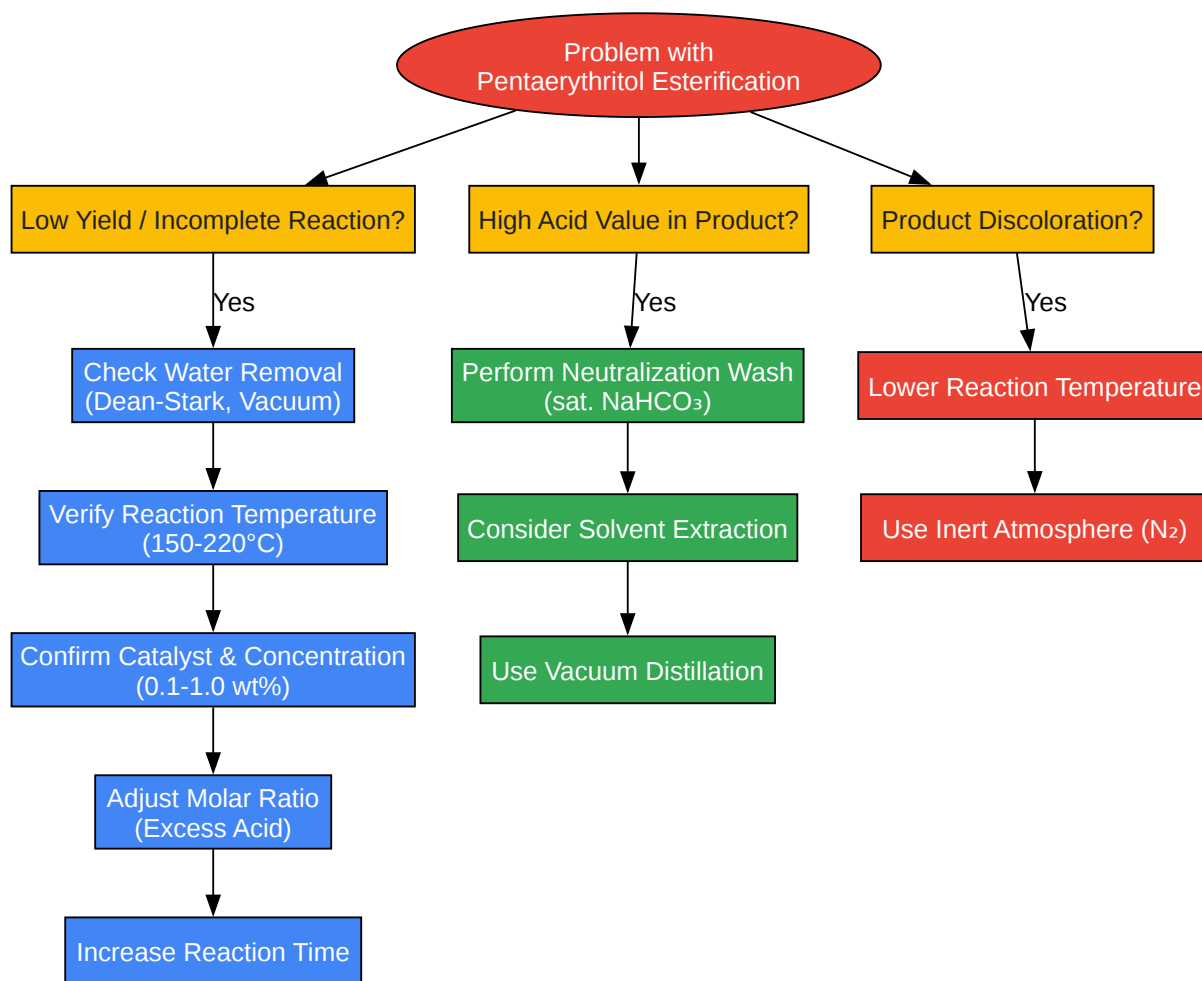 Problem with
Pentaerythritol Esterification
Low Yield / Incomplete Reaction?
High Acid Value in Product?
Product Discoloration?
Yes
Yes
Yes
Check Water Removal
(Dean-Stark, Vacuum)
Perform Neutralization Wash
(sat. NaHCO₃)
Lower Reaction Temperature
Verify Reaction Temperature
(150-220°C)
Consider Solvent Extraction
Use Inert Atmosphere (N₂)
Confirm Catalyst & Concentration
(0.1-1.0 wt%)
Use Vacuum Distillation
Adjust Molar Ratio
(Excess Acid)
Increase Reaction Time